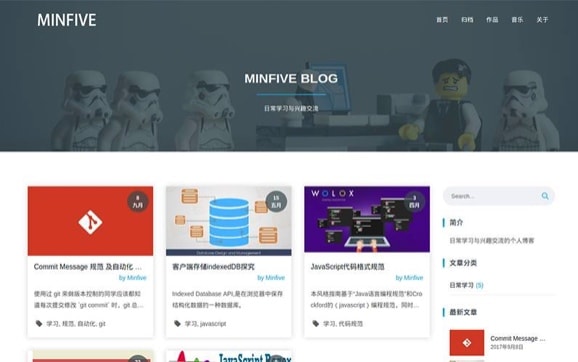 MINFIVE
首页 归档 作品 音乐 关于
MINFIVE BLOG
日常学习与兴趣交流
8
九月
Commit Message 规范 及自动化 ...
by Minfive
使用过 git 来做版本控制的同学应该都知
道每次提交修改 `git commit` 时，git 总...
学习, 规范, 自动化, git
15
五月
Database Design and Management
客户端存储indexedDB探究
by Minfive
Indexed Database API,是在浏览器中保存
结构化数据的一种数据库。
学习, javascript
WOLOX
3
四月
JavaScript代码格式规范
by Minfive
本风格指南基于“Java语言编程规范”和Cro
ckford的 ( javascript ) 编程规范，同时...
学习, 代码规范
Search...
简介
日常学习与兴趣交流的个人博客
文章分类
日常学习 (5)
最新文章
Commit Message ...
2017年9月8日
JavaScript